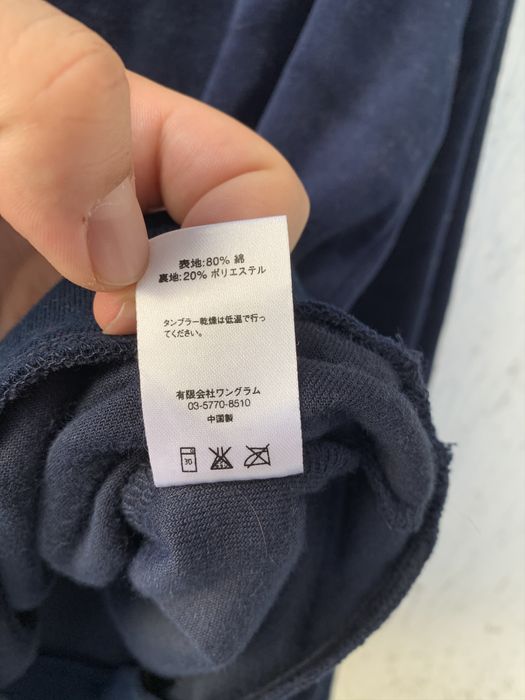 表地:80% 綿
裏地:20% ポリエステル
タンブラー乾燥は低温で行っ
てください。
有限会社ワングラム
03-5770-8510
中国製
30